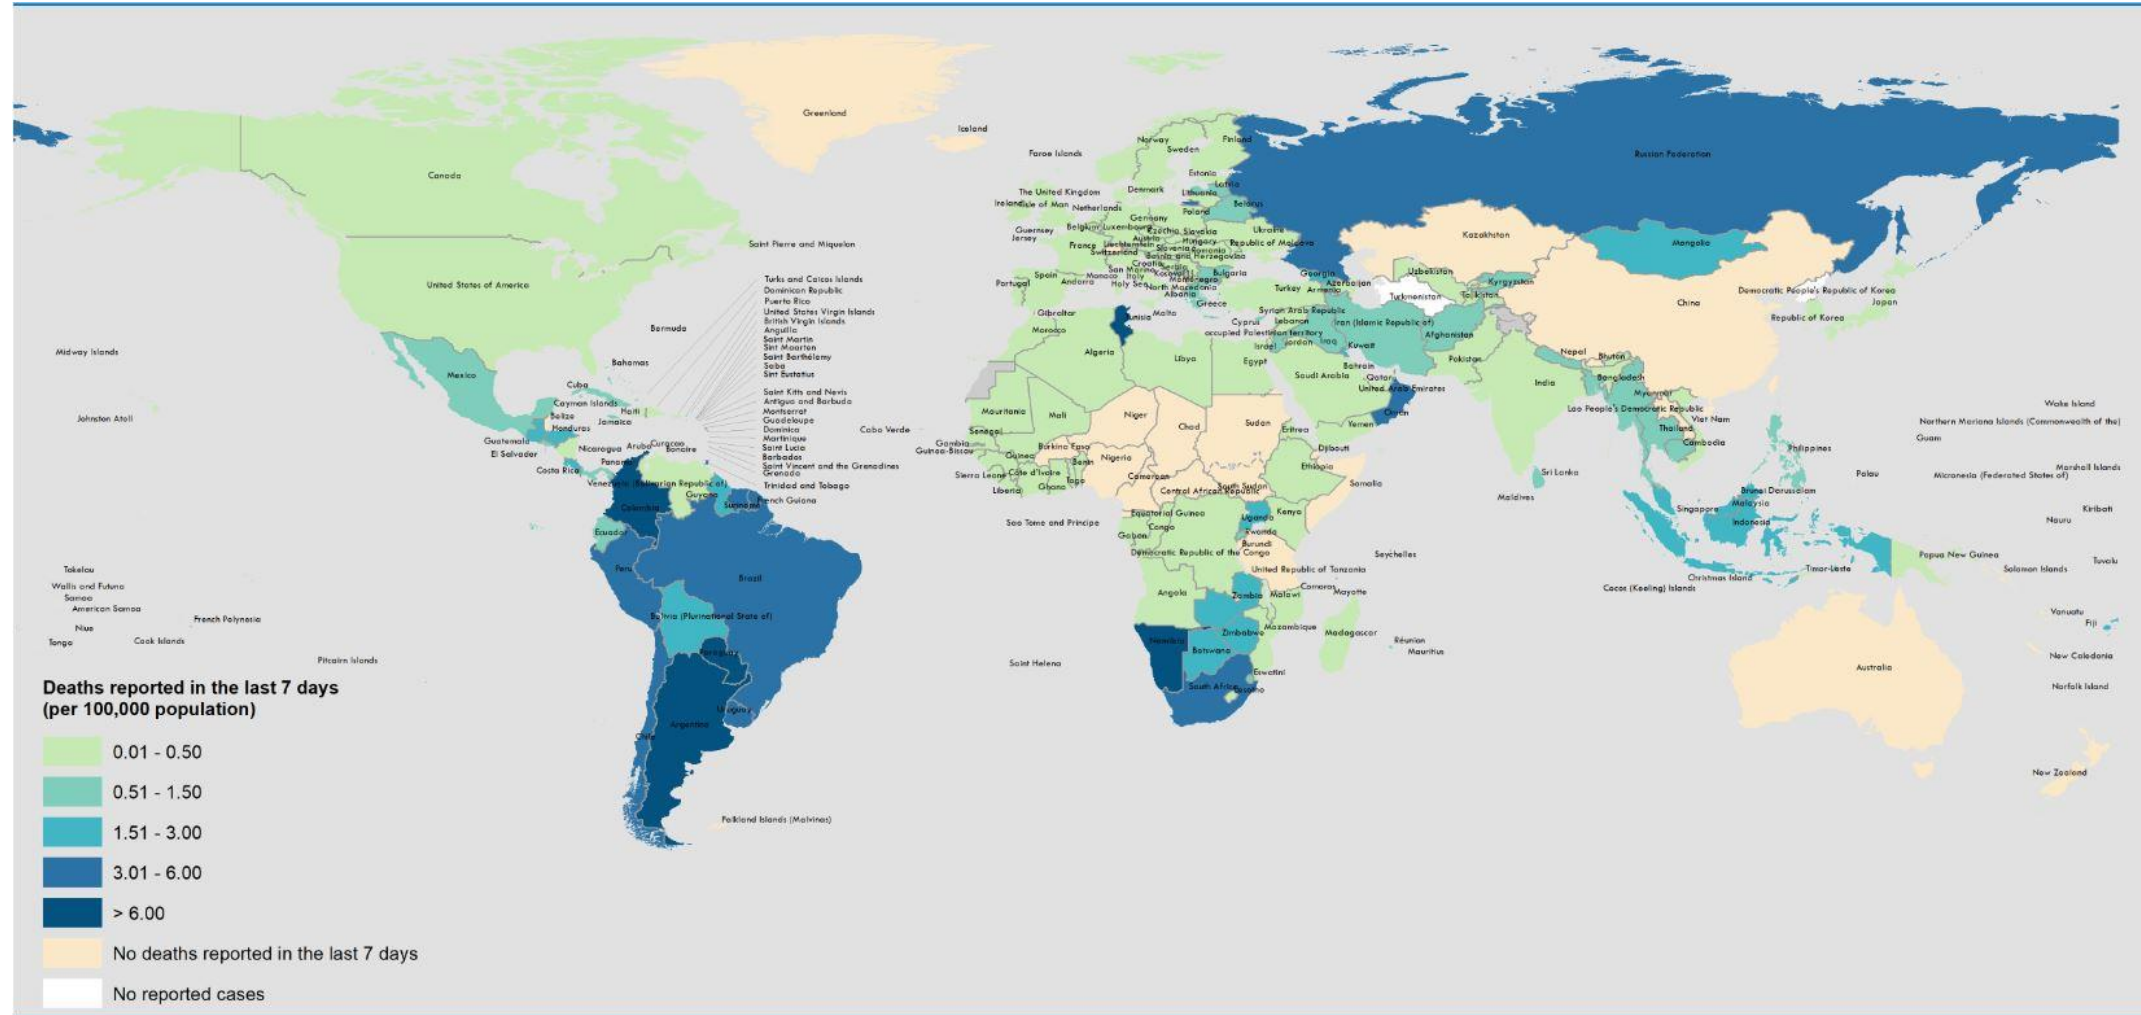 Greenland
Iceland
Faroe Islands
Norway
Sweden
Finland
Russian Federation
Canada
Estonia
Latvia
Lithuania
The United Kingdom
Denmark
Ireland
Isle of Man
Netherlands
Poland
Belarus
Germany
Guernsey
Jersey
Belgium
Luxembourg
Czechia
Slovakia
Ukraine
Austria
Hungary
Republic of Moldova
France
Liechtenstein
Slovenia
Romania
Switzerland
Bosnia and Herzegovina
Croatia
Serbia
San Marino
Kosovo
Spain
Andorra
Monaco
Italy
Montenegro
Bulgaria
Portugal
Holy See
North Macedonia
Albania
Greece
Georgia
Azerbaijan
Turkey
Armenia
Kazakhstan
Mongolia
Uzbekistan
Kyrgyzstan
Turkmenistan
Tajikistan
China
Democratic People's Republic of Korea
Japan
Republic of Korea
Saint Pierre and Miquelon
United States of America
Bermuda
Turks and Caicos Islands
Dominican Republic
Puerto Rico
United States Virgin Islands
British Virgin Islands
Anguilla
Saint Martin
Sint Maarten
Saint Barthélemy
Saba
Sint Eustatius
Saint Kitts and Nevis
Antigua and Barbuda
Montserrat
Guadeloupe
Dominica
Martinique
Saint Lucia
Barbados
Saint Vincent and the Grenadines
Grenada
Trinidad and Tobago
Midway Islands
Bahamas
Mexico
Cuba
Cayman Islands
Haiti
Belize
Jamaica
Honduras
Johnston Atoll
Guatemala
El Salvador
Nicaragua
Aruba
Curacao
Bonaire
Costa Rica
Panama
Venezuela (Bolivarian Republic of)
Guyana
Suriname
French Guiana
Colombia
Ecuador
Peru
Brazil
Bolivia (Plurinational State of)
Paraguay
Uruguay
Argentina
Chile
Falkland Islands (Malvinas)
Gibraltar
Tunisia
Malta
Morocco
Algeria
Libya
Egypt
Cyprus
Syrian Arab Republic
Lebanon
occupied Palestinian territory
Israel
Jordan
Iraq
Iran (Islamic Republic of)
Kuwait
Afghanistan
Pakistan
Bahrain
Qatar
United Arab Emirates
Saudi Arabia
Oman
Yemen
Nepal
Bhutan
India
Bangladesh
Myanmar
Lao People's Democratic Republic
Viet Nam
Thailand
Cambodia
Sri Lanka
Maldives
Philippines
Palau
Brunei Darussalam
Malaysia
Singapore
Indonesia
Christmas Island
Cocos (Keeling) Islands
Timor-Leste
Papua New Guinea
Solomon Islands
Wake Island
Northern Mariana Islands (Commonwealth of the)
Guam
Marshall Islands
Micronesia (Federated States of)
Kiribati
Nauru
Tuvalu
Vanuatu
Fiji
New Caledonia
Norfolk Island
Australia
New Zealand
Cabo Verde
Mauritania
Mali
Niger
Chad
Sudan
Eritrea
Senegal
Gambia
Guinea-Bissau
Guinea
Burkina Faso
Benin
Nigeria
Djibouti
Ethiopia
Somalia
Sierra Leone
Côte d'Ivoire
Liberia
Ghana
Togo
Cameroon
Central African Republic
South Sudan
Sao Tome and Principe
Equatorial Guinea
Congo
Gabon
Uganda
Kenya
Rwanda
Burundi
Democratic Republic of the Congo
United Republic of Tanzania
Seychelles
Angola
Zambia
Malawi
Comoros
Mayotte
Zimbabwe
Mozambique
Madagascar
Réunion
Mauritius
Namibia
Botswana
Saint Helena
Eswatini
South Africa
Lesotho
Tokelau
Wallis and Futuna
Samoa
American Samoa
French Polynesia
Niue
Tonga
Cook Islands
Pitcairn Islands
Deaths reported in the last 7 days
(per 100,000 population)
0.01 - 0.50
0.51 - 1.50
1.51 - 3.00
3.01 - 6.00
> 6.00
No deaths reported in the last 7 days
No reported cases